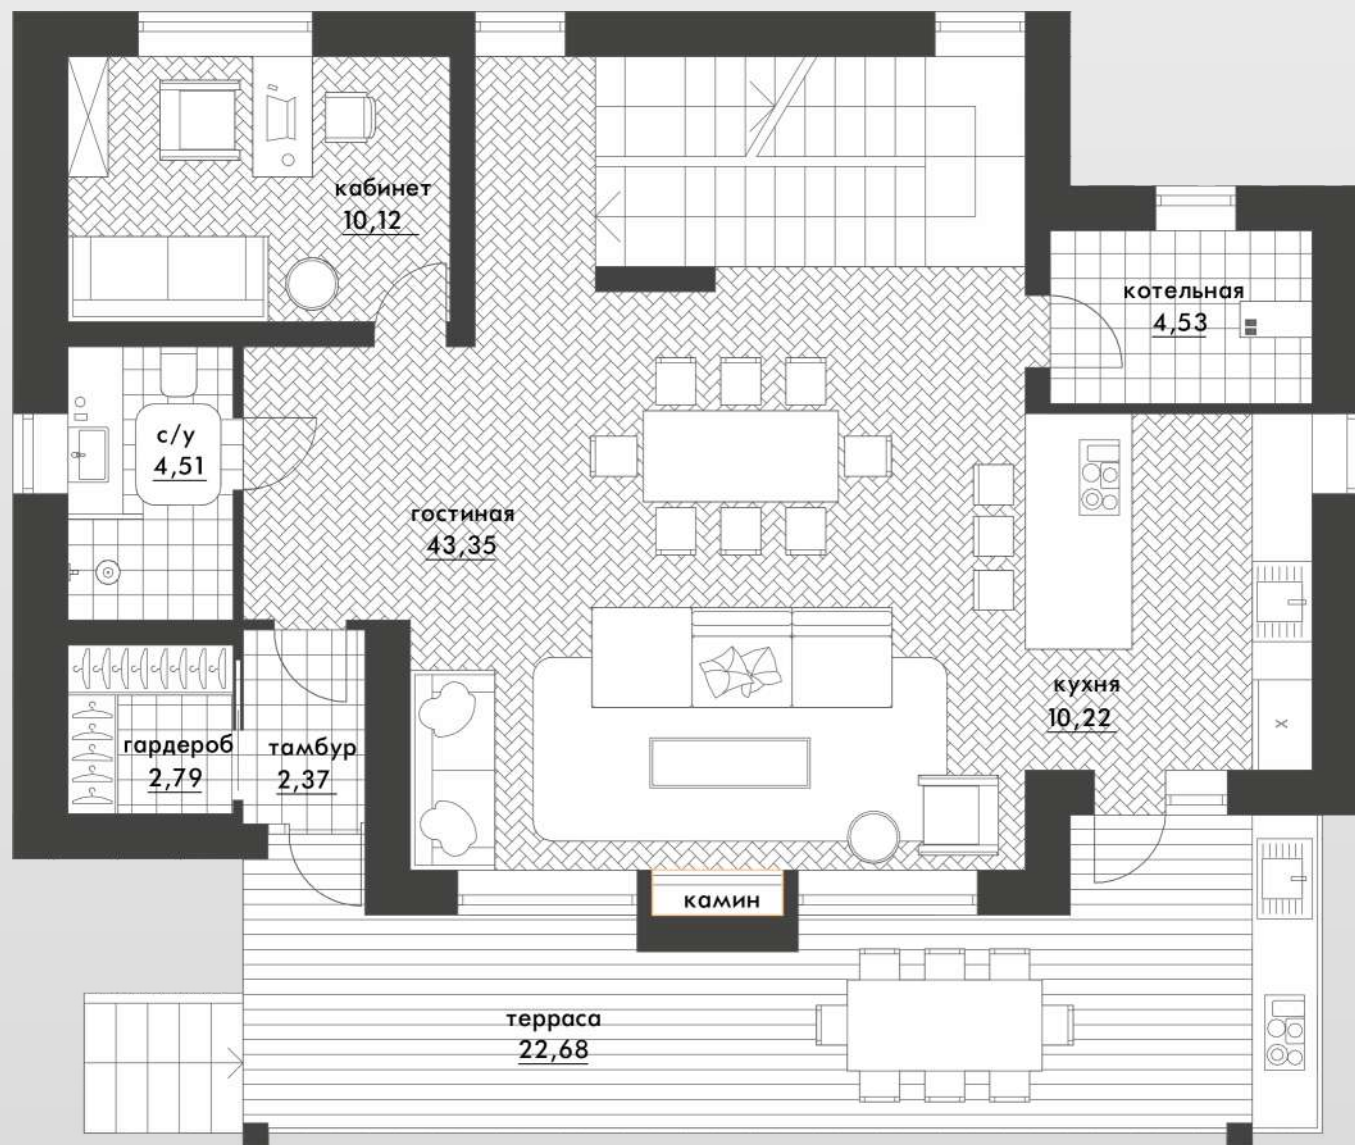 кабинет
10,12
котельная
4,53
с/у
4,51
гостиная
43,35
кухня
10,22
гардероб
2,79
тамбур
2,37
камин
терраса
22,68